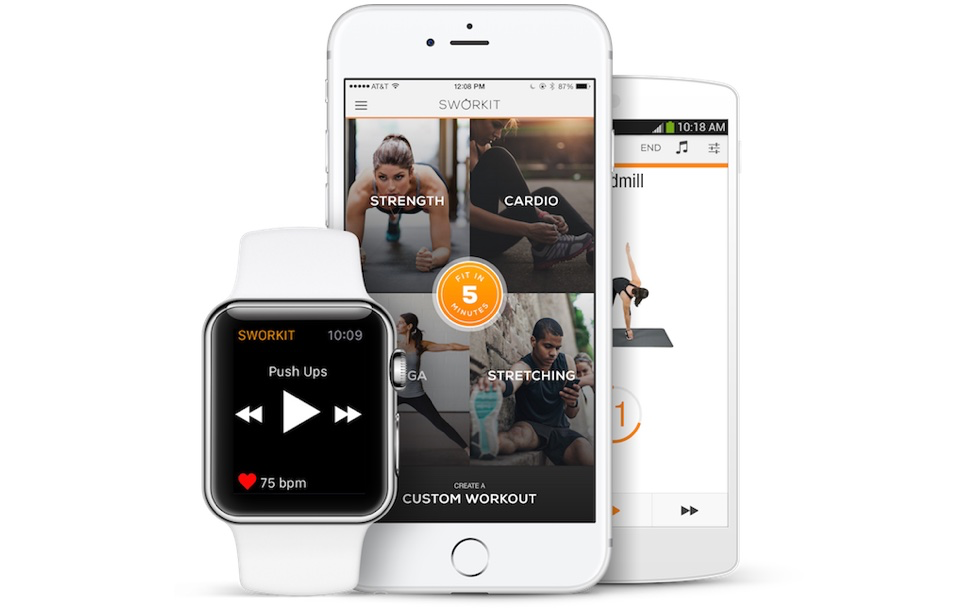 AT&T 12:08 PM 87%
SWORKIT
STRENGTH
CARDIO
FIT IN
5
MINUTES
GA
STRETCHING
CREATE A
CUSTOM WORKOUT
SWORKIT 10:09
Push Ups
75 bpm
10:18 AM
END
dmill
1